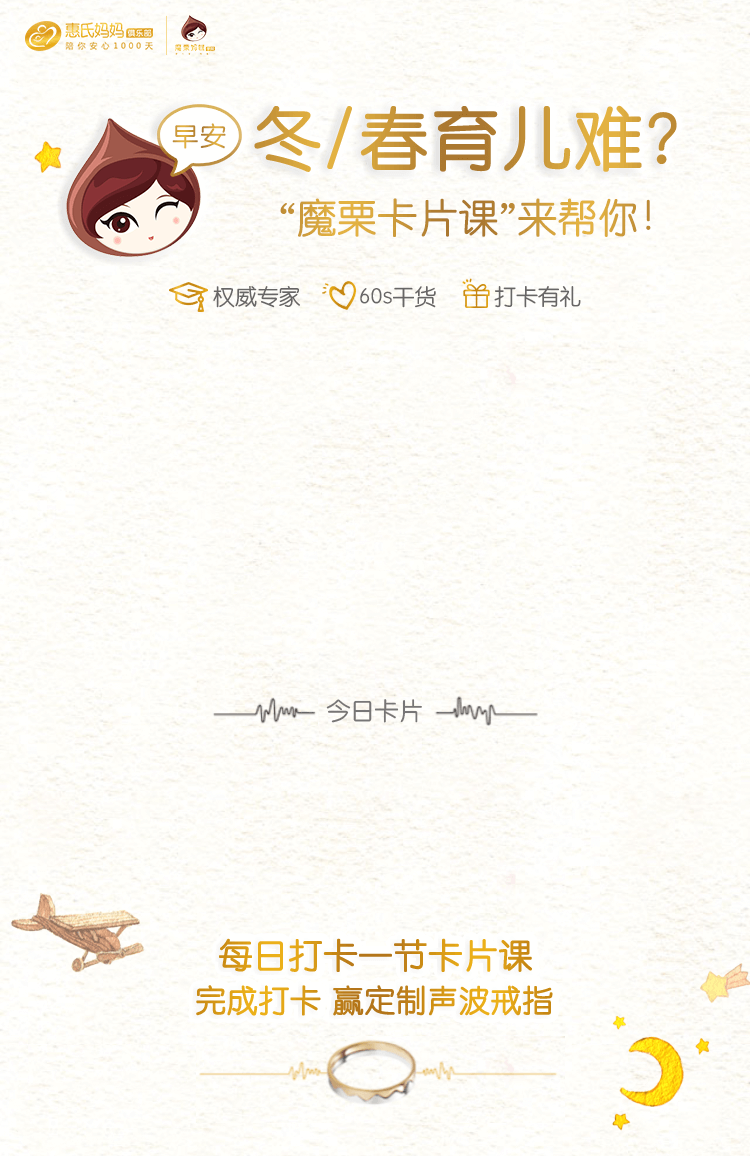 惠氏妈妈俱乐部
陪你安心1000天
魔栗妈妈
早安
冬/春育儿难？
“魔栗卡片课”来帮你！
权威专家 60s干货 打卡有礼
今日卡片
每日打卡一节卡片课
完成打卡 赢定制声波戒指